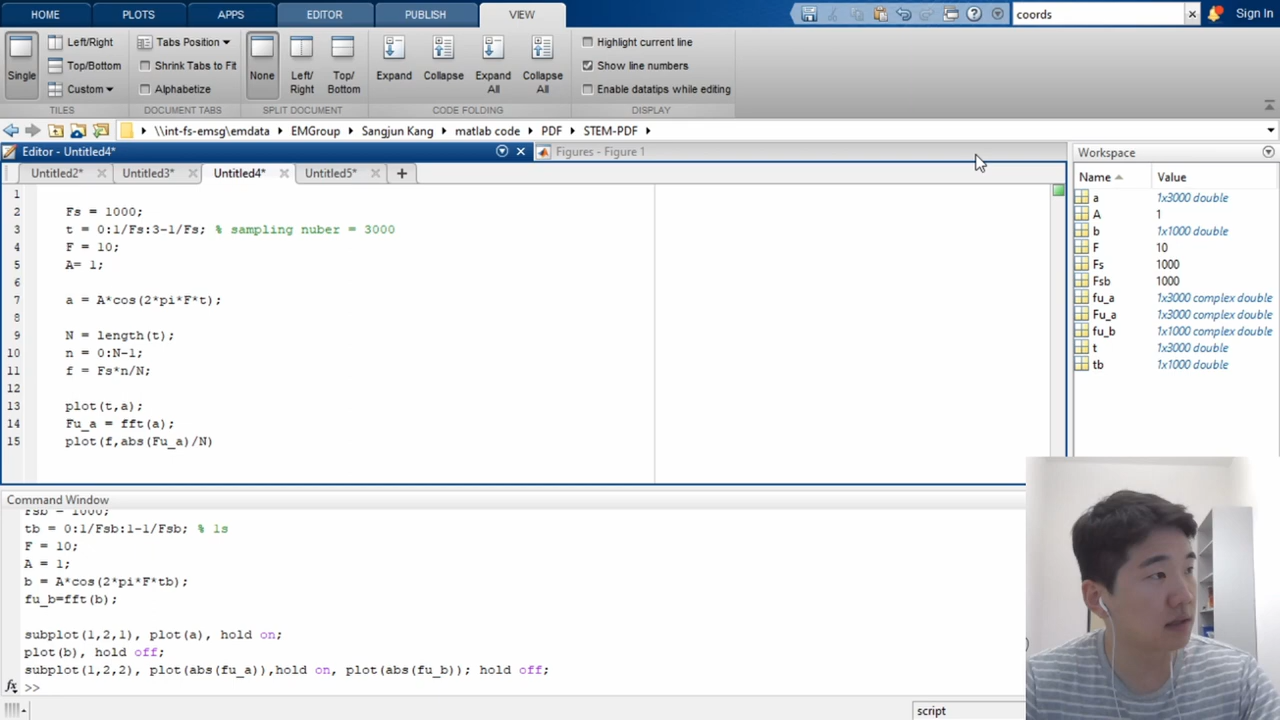 HOME PLOTS APPS EDITOR PUBLISH VIEW coords Sign In
Left/Right Tabs Position Highlight current line
Single Top/Bottom Shrink Tabs to Fit None Left/Right Top/Bottom Expand Collapse Expand All Collapse All Show line numbers
Custom Alphabetize Enable datatips while editing
TILES DOCUMENT TABS SPLIT DOCUMENT CODE FOLDING DISPLAY
\\int-fs-emsg\emdata EMGroup Sangjun Kang matlab code PDF STEM-PDF
Editor - Untitled4* Figures - Figure 1
Untitled2* Untitled3* Untitled4* Untitled5*
1
2 Fs = 1000;
3 t = 0:1/Fs:3-1/Fs; % sampling nuber = 3000
4 F = 10;
5 A= 1;
6
7 a = A*cos(2*pi*F*t);
8
9 N = length(t);
10 n = 0:N-1;
11 f = Fs*n/N;
12
13 plot(t,a);
14 Fu_a = fft(a);
15 plot(f,abs(Fu_a)/N)
Workspace
Name Value
a 1x3000 double
A 1
b 1x1000 double
F 10
Fs 1000
Fsb 1000
fu_a 1x3000 complex double
Fu_a 1x3000 complex double
fu_b 1x1000 complex double
t 1x3000 double
tb 1x1000 double
Command Window
Fsb = 1000;
tb = 0:1/Fsb:1-1/Fsb; % 1s
F = 10;
A = 1;
b = A*cos(2*pi*F*tb);
fu_b=fft(b);
subplot(1,2,1), plot(a), hold on;
plot(b), hold off;
subplot(1,2,2), plot(abs(fu_a)),hold on, plot(abs(fu_b)); hold off;
fx >>
script